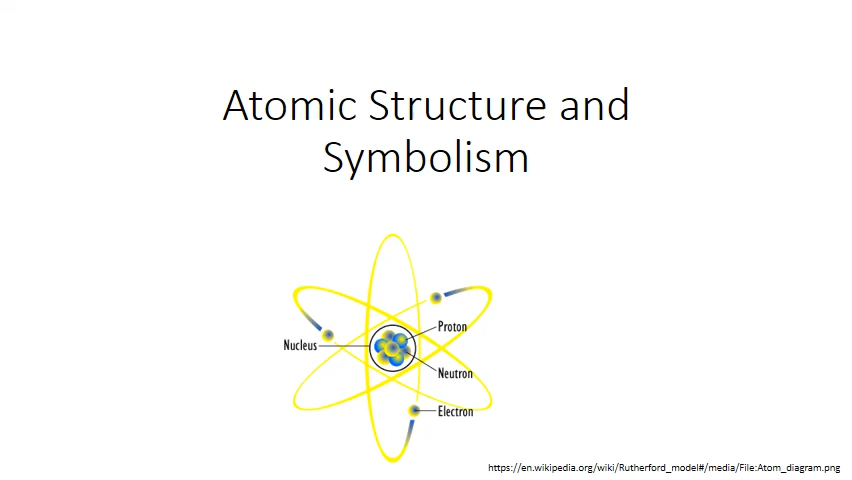 Atomic Structure and
Symbolism
Proton
Nucleus
Neutron
Electron
https://en.wikipedia.org/wiki/Rutherford_model#/media/File:Atom_diagram.png